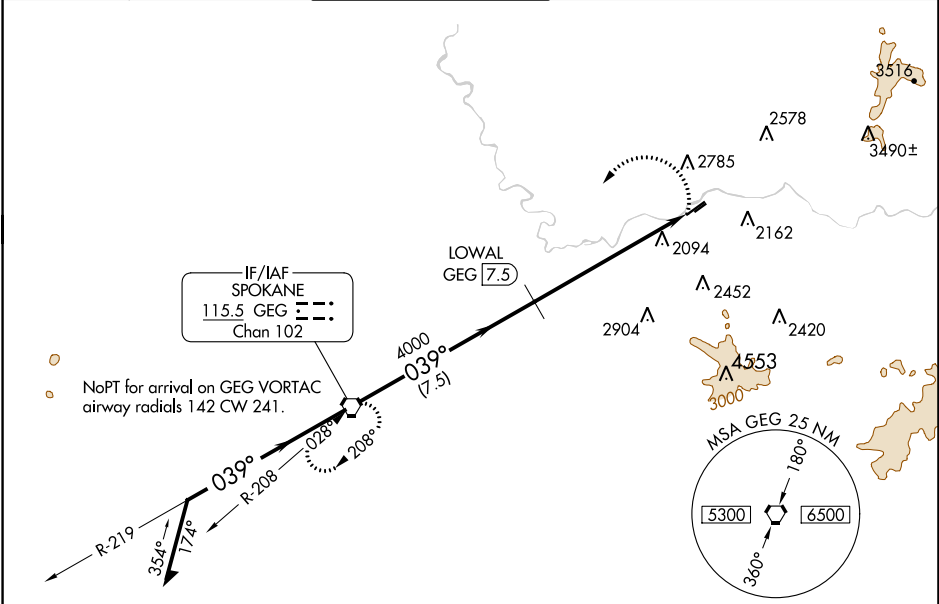 3516
2578
3490±
2785
2162
2094
LOWAL
GEG 7.5
IF/IAF
SPOKANE
115.5 GEG
Chan 102
2452
2904
2420
4000
039°
(7.5)
4553
3000
NoPT for arrival on GEG VORTAC
airway radials 142 CW 241.
028°
208°
039°
R-208
R-219
354°
174°
MSA GEG 25 NM
180°
5300
6500
360°